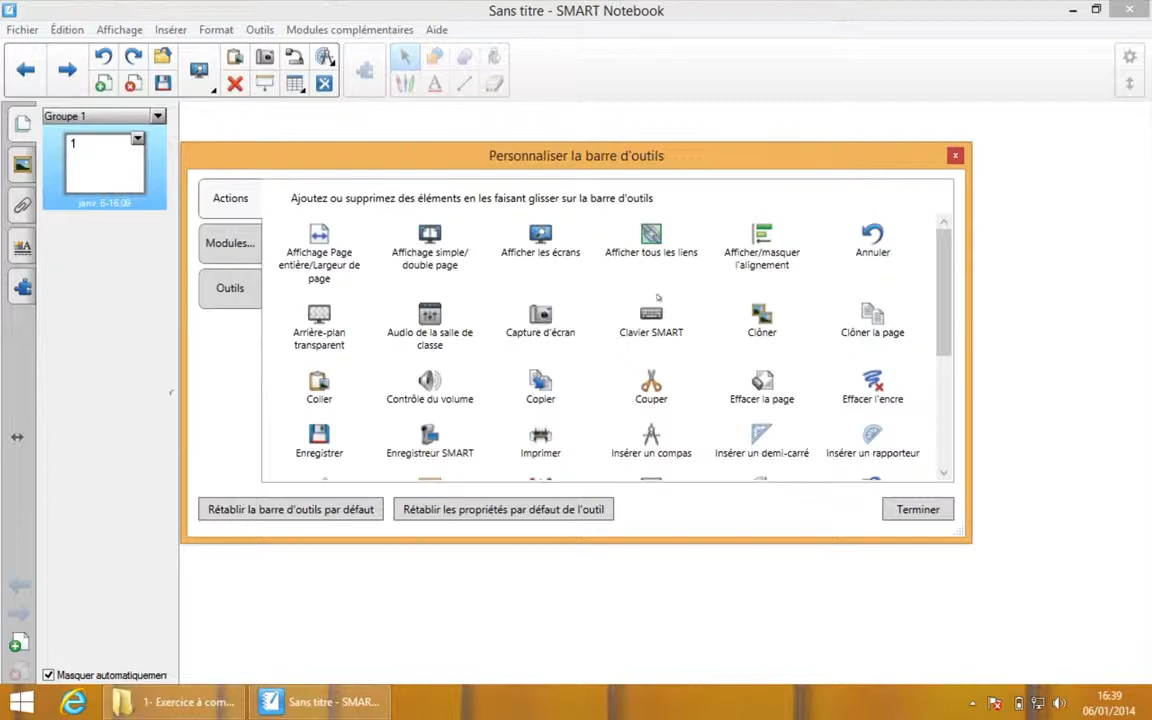 Sans titre - SMART Notebook
Fichier Édition Affichage Insérer Format Outils Modules complémentaires Aide
Groupe 1
1
janv. 6-16:09
Personnaliser la barre d'outils
Actions
Modules...
Outils
Ajoutez ou supprimez des éléments en les faisant glisser sur la barre d'outils
Affichage Page entière/Largeur de page
Affichage simple/ double page
Afficher les écrans
Afficher tous les liens
Afficher/masquer l'alignement
Annuler
Arrière-plan transparent
Audio de la salle de classe
Capture d'écran
Clavier SMART
Clôner
Clôner la page
Coller
Contrôle du volume
Copier
Couper
Effacer la page
Effacer l'encre
Enregistrer
Enregistreur SMART
Imprimer
Insérer un compas
Insérer un demi-carré
Insérer un rapporteur
Rétablir la barre d'outils par défaut
Rétablir les propriétés par défaut de l'outil
Terminer
Masquer automatiquemen
1- Exercice à com...
Sans titre - SMAR...
16:39
06/01/2014